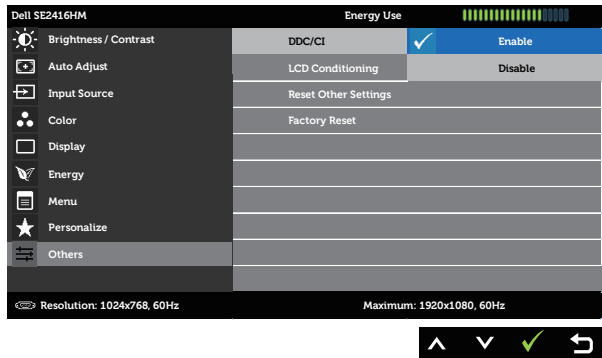 Dell SE2416HM Energy Use
Brightness / Contrast DDC/CI Enable
Auto Adjust LCD Conditioning Disable
Input Source Reset Other Settings
Color Factory Reset
Display
Energy
Menu
Personalize
Others
Resolution: 1024x768, 60Hz Maximum: 1920x1080, 60Hz